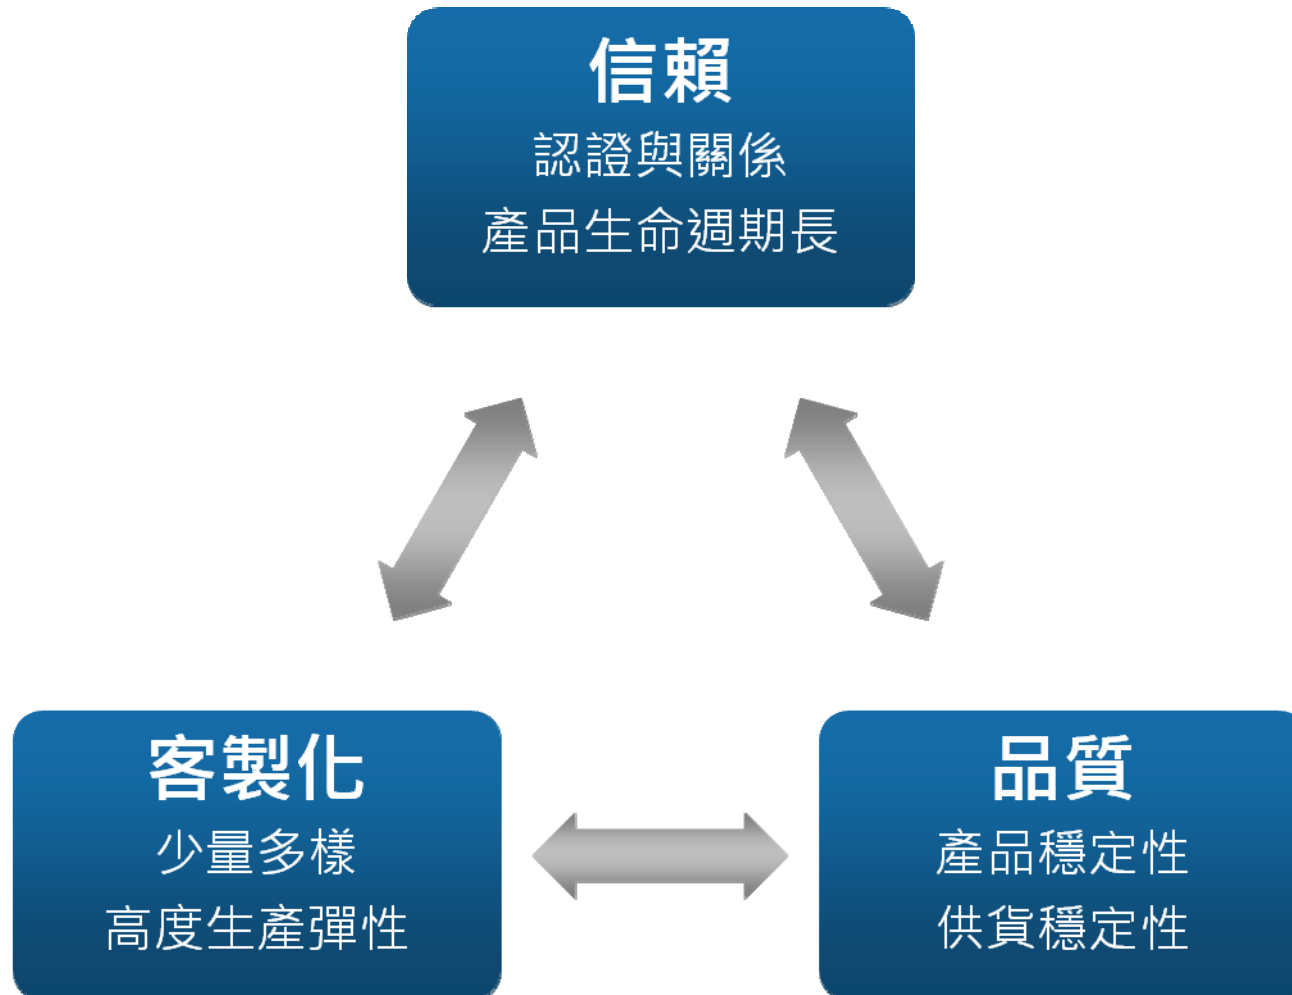 信賴
認證與關係
產品生命週期長
客製化
少量多樣
高度生產彈性
品質
產品穩定性
供貨穩定性